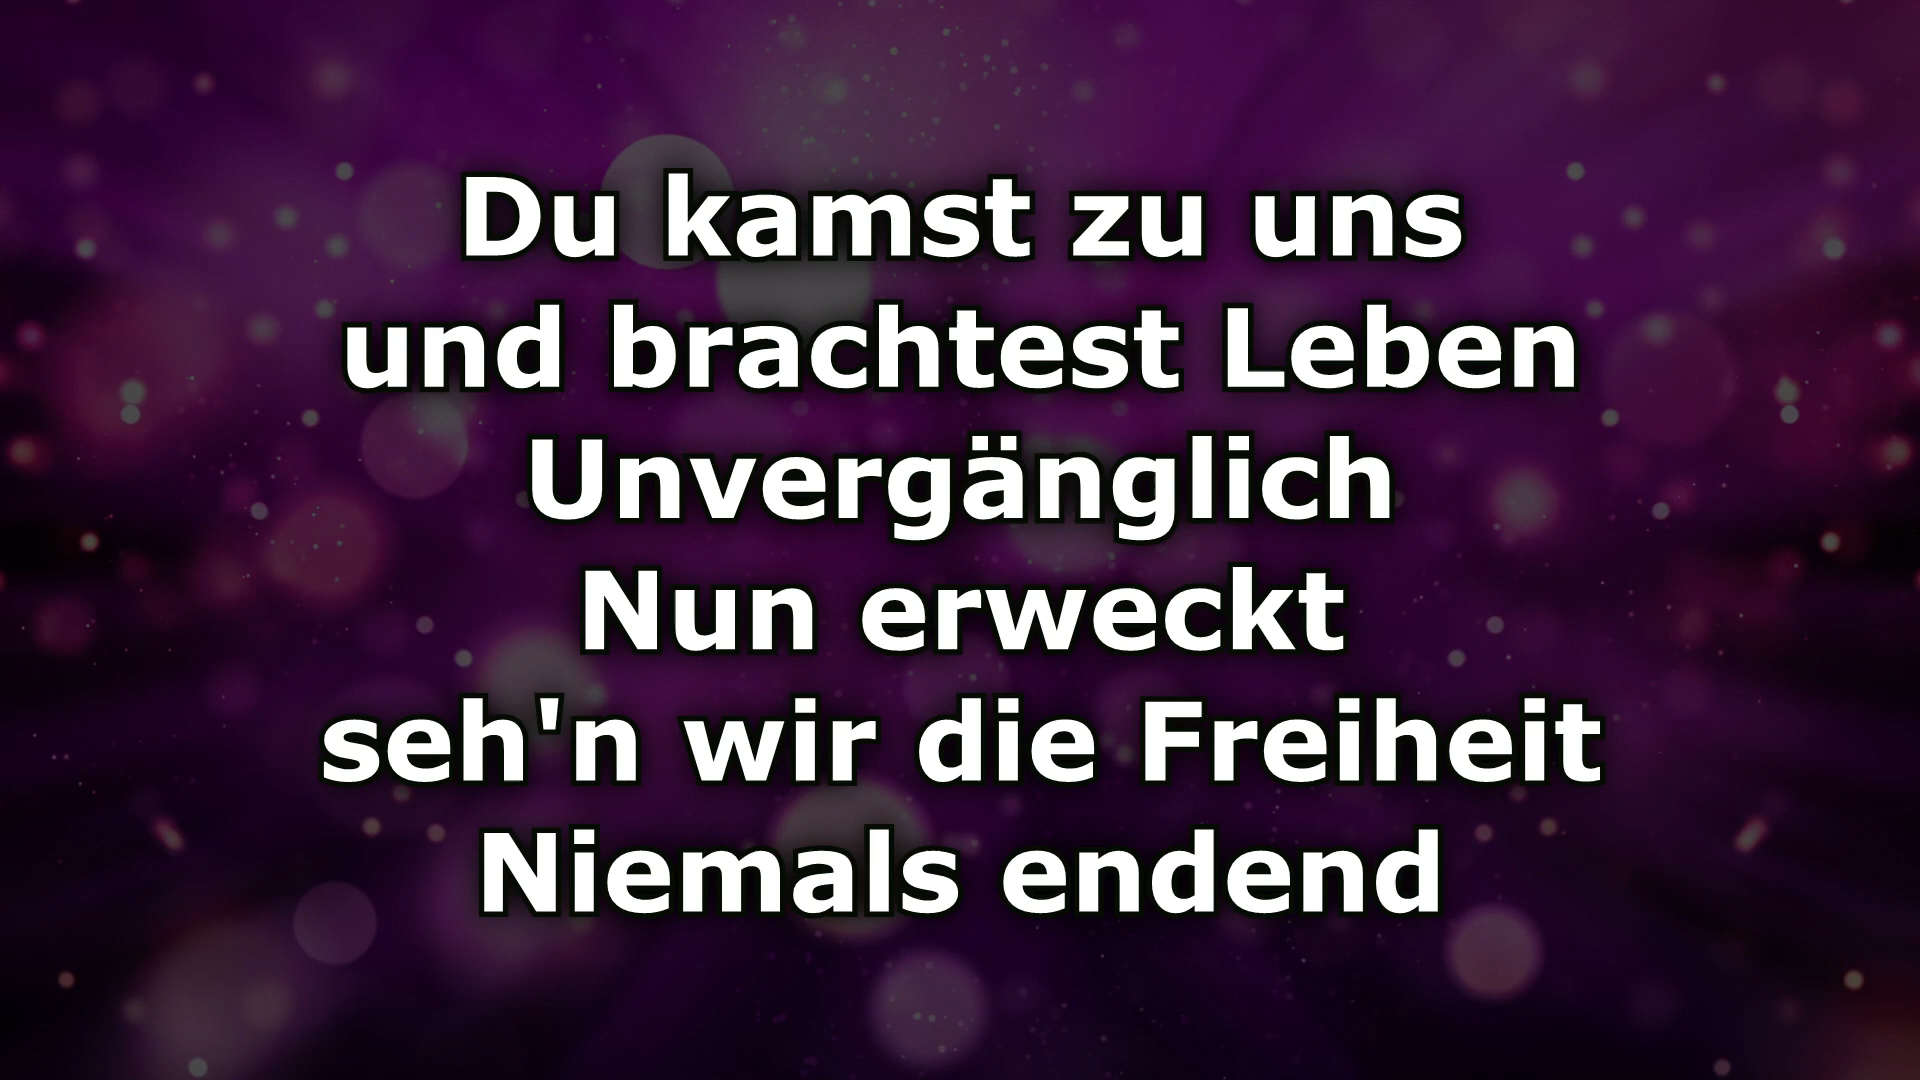 Du kamst zu uns
und brachtest Leben
Unvergänglich
Nun erweckt
seh'n wir die Freiheit
Niemals endend